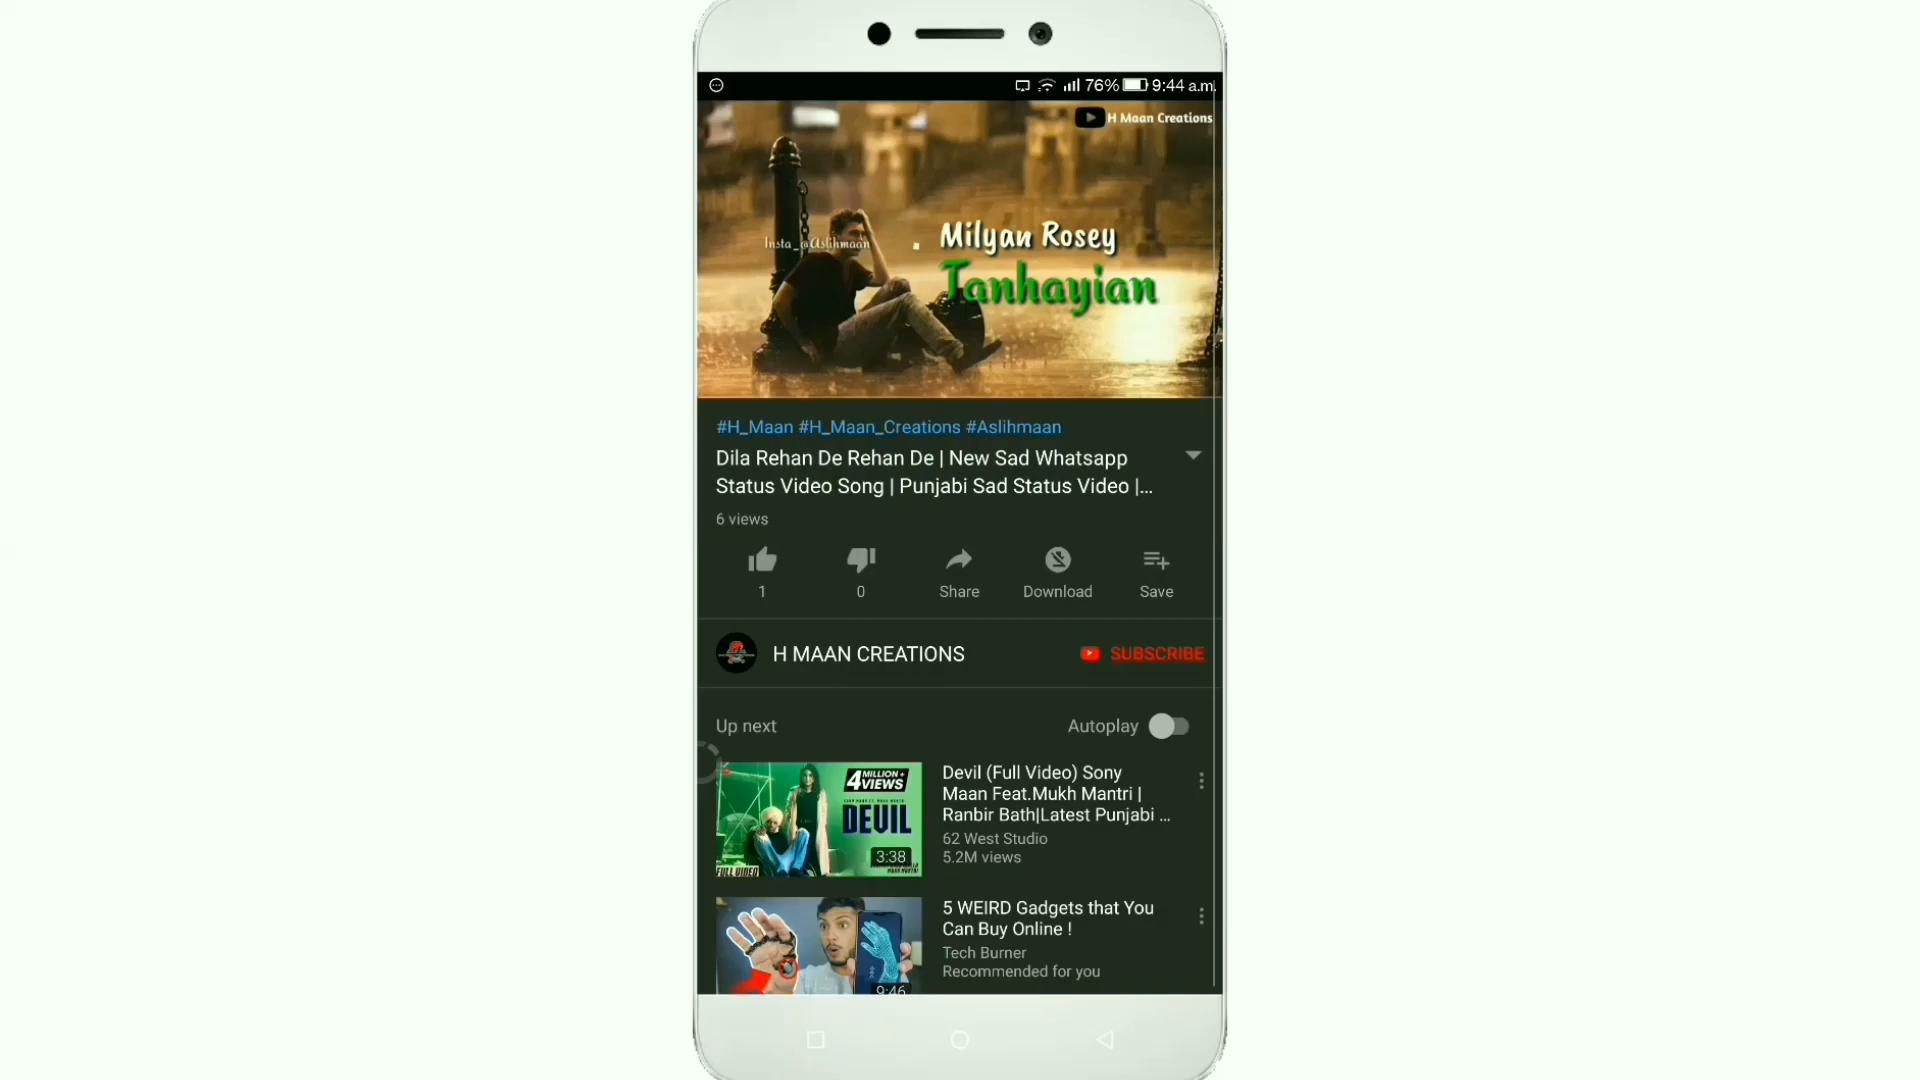 76% 9:44 a.m.
H Maan Creations
Insta_@Aslihmaan
Milyan Rosey
Tanhayian
#H_Maan #H_Maan_Creations #Aslihmaan
Dila Rehan De Rehan De | New Sad Whatsapp
Status Video Song | Punjabi Sad Status Video |...
6 views
1
0
Share
Download
Save
H MAAN CREATIONS
SUBSCRIBE
Up next
Autoplay
4 MILLION+
VIEWS
DEVIL
3:38
FULL VIDEO
Devil (Full Video) Sony
Maan Feat.Mukh Mantri |
Ranbir Bath|Latest Punjabi ...
62 West Studio
5.2M views
9:46
5 WEIRD Gadgets that You
Can Buy Online !
Tech Burner
Recommended for you